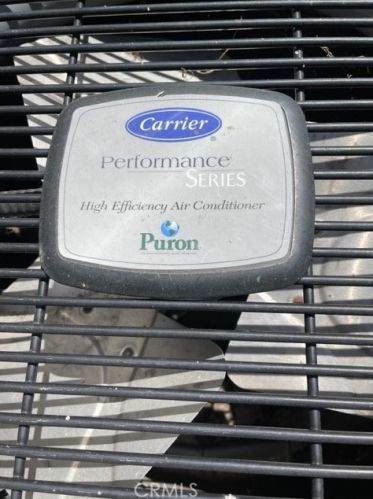 Carrier
Performance
SERIES
High Efficiency Air Conditioner
Puron
CRMLS